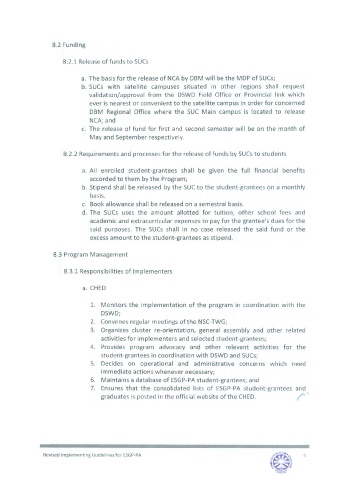 8.2 Funding
8.2.1 Release of funds to SUCs
a. The basis for the release of NCA by DBM will be the MDP of SUCs;
b. SUCs with satellite campuses situated in other regions shall request
validation/approval from the DSWD Field Office or Provincial link which
ever is nearest or convenient to the satellite campus in order for concerned
DBM Regional Office where the SUC Main campus is located to release
NCA; and
c. The release of fund for first and second semester will be on the month of
May and September respectively.
8.2.2 Requirements and processes for the release of funds by SUCs to students
a. All enrolled student-grantees shall be given the full financial benefits
accorded to them by the Program;
b. Stipend shall be released by the SUC to the student-grantees on a monthly
basis.
c. Book allowance shall be released on a semestral basis.
d. The SUCs uses the amount allotted for tuition, other school fees and
academic and extracurricular expenses to pay for the grantee's dues for the
said purposes. The SUCs shall in no case released the said fund or the
excess amount to the student-grantees as stipend.
8.3 Program Management
8.3.1 Responsibilities of Implementers
a. CHED
1. Monitors the implementation of the program in coordination with the
DSWD;
2. Convenes regular meetings of the NSC-TWG;
3. Organizes cluster re-orientation, general assembly and other related
activities for implementers and selected student-grantees;
4. Provides program advocacy and other relevant activities for the
student-grantees in coordination with DSWD and SUCs;
5. Decides on operational and administrative concerns which need
immediate actions whenever necessary;
6. Maintains a database of ESGP-PA student-grantees; and
7. Ensures that the consolidated lists of ESGP-PA student-grantees and
graduates is posted in the official website of the CHED.
Revised Implementing Guidelines for ESGP-PA